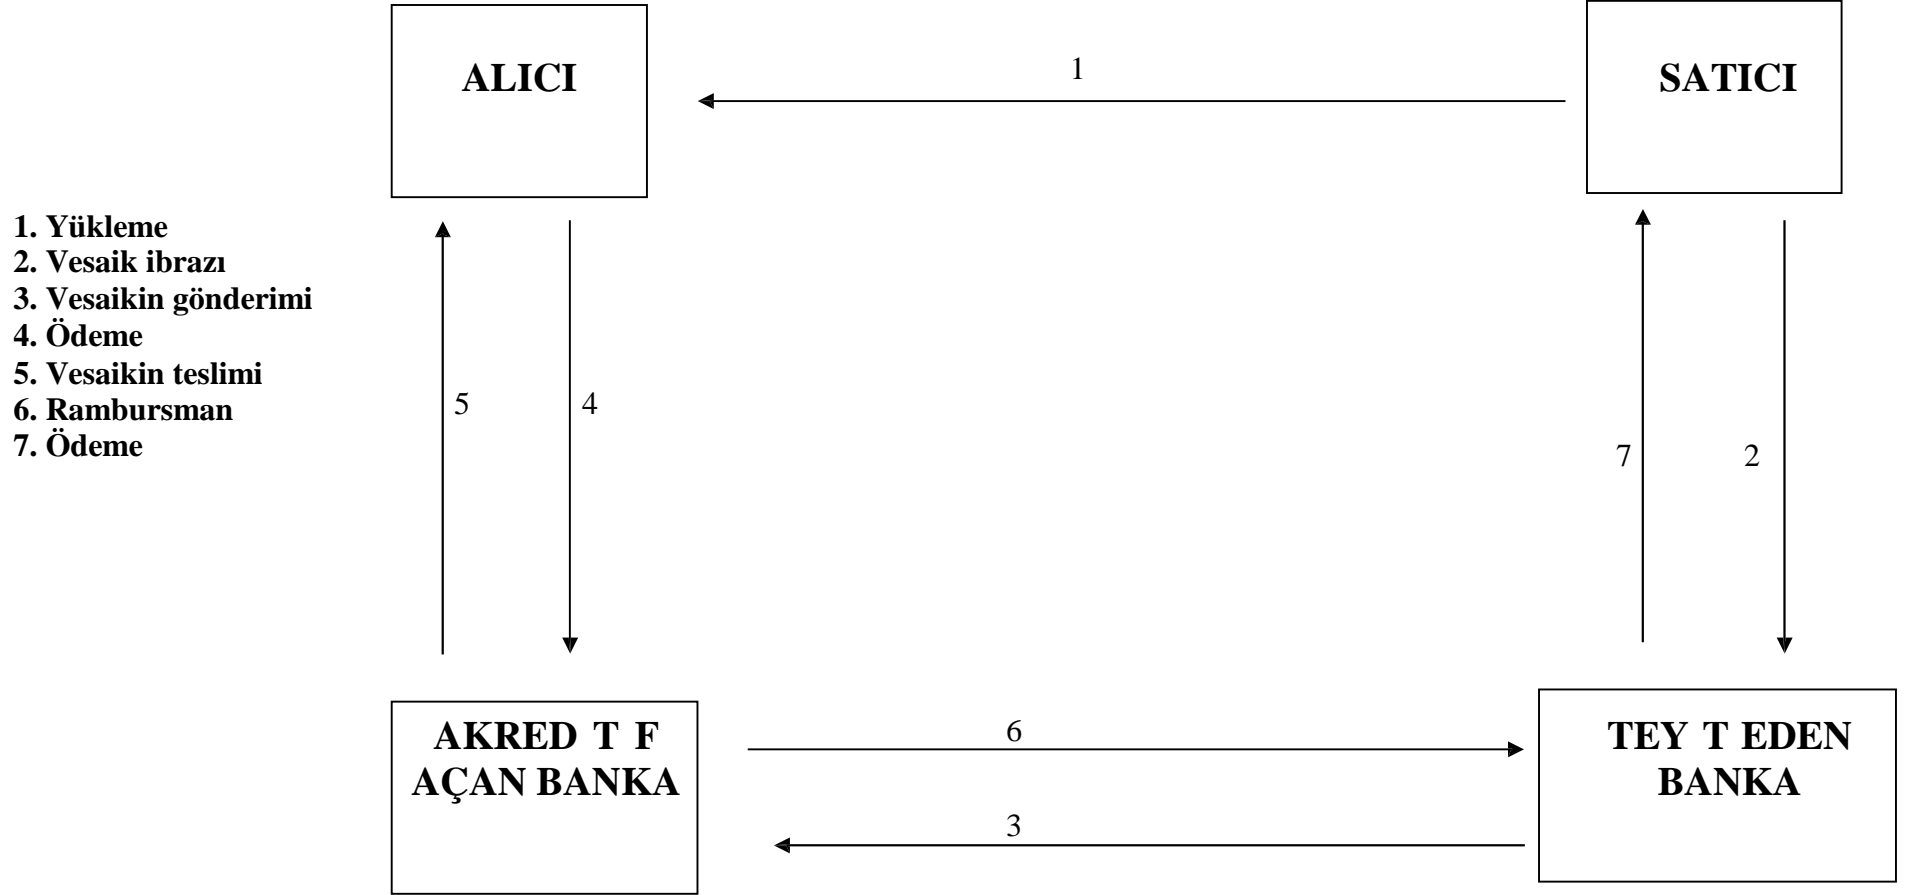 ALICI
1
SATICI
1. Yükleme
2. Vesaik ibrazı
3. Vesaikin gönderimi
4. Ödeme
5. Vesaikin teslimi
6. Rambursman
7. Ödeme
5
4
7
2
AKRED T F
AÇAN BANKA
6
3
TEY T EDEN
BANKA